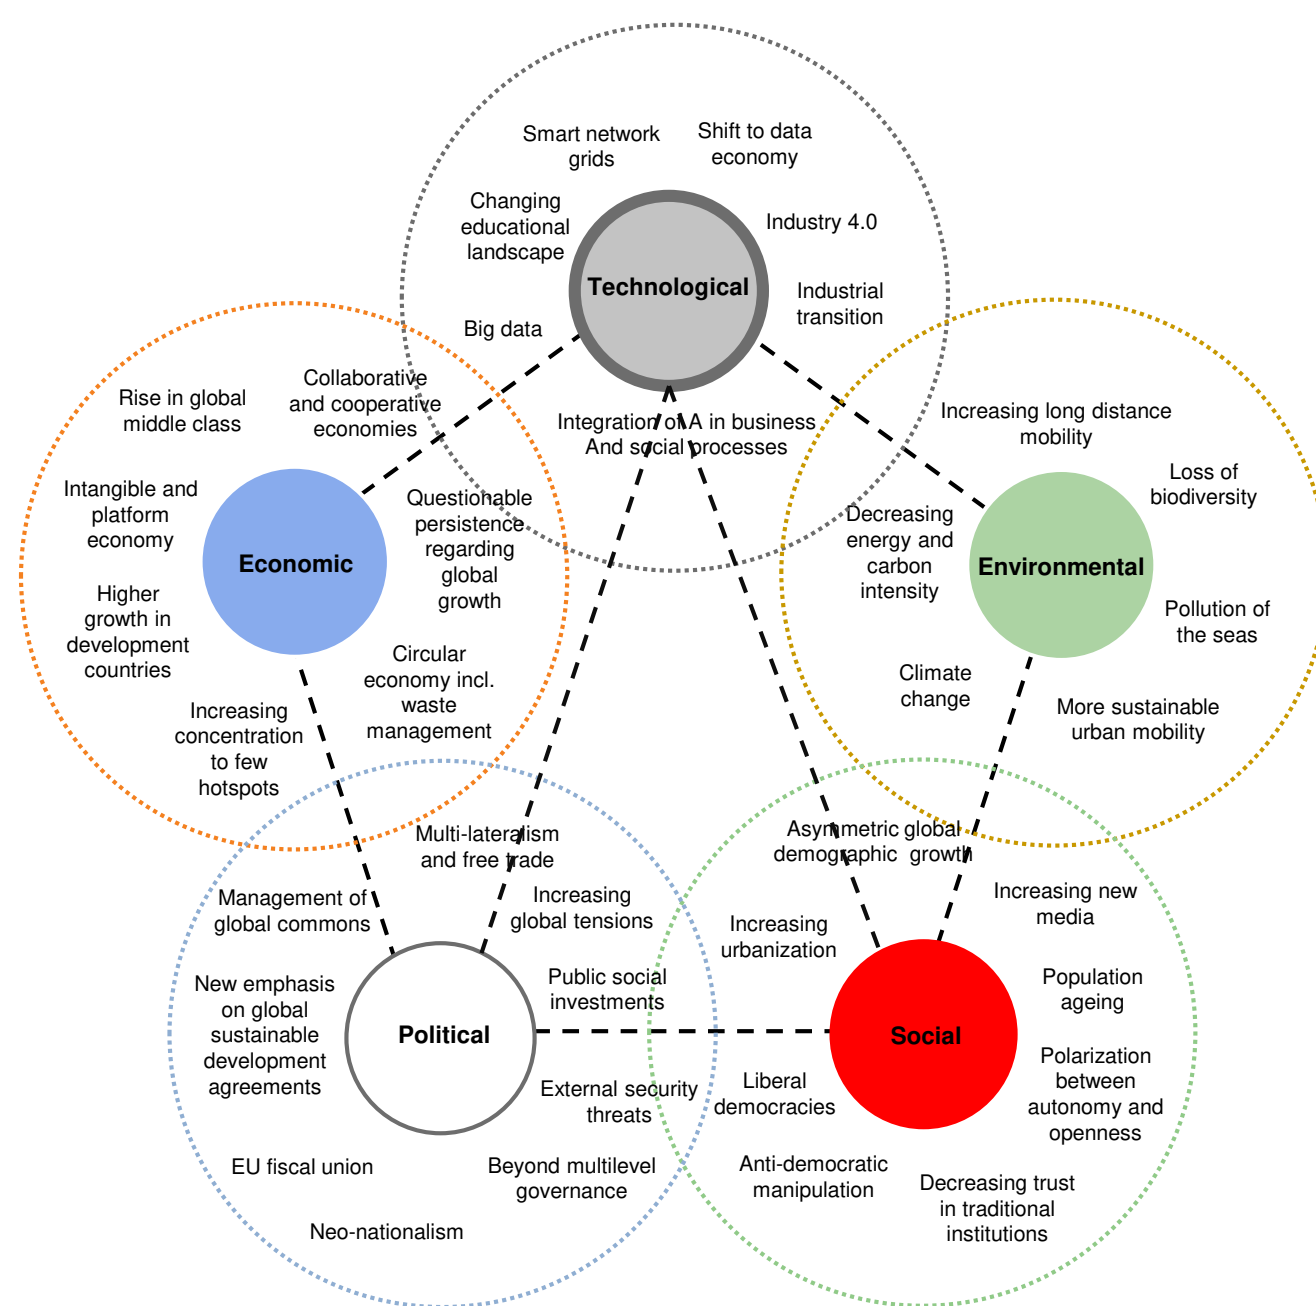 Smart network
grids
Shift to data
economy
Changing
educational
landscape
Industry 4.0
Technological
Industrial
transition
Big data
Integration of A in business
And social processes
Rise in global
middle class
Collaborative
and cooperative
economies
Intangible and
platform
economy
Questionable
persistence
regarding
global
growth
Economic
Higher
growth in
development
countries
Circular
economy incl.
waste
management
Increasing
concentration
to few
hotspots
Increasing long distance
mobility
Loss of
biodiversity
Decreasing
energy and
carbon
intensity
Environmental
Pollution of
the seas
Climate
change
More sustainable
urban mobility
Multi-lateralism
and free trade
Management of
global commons
Increasing
global tensions
New emphasis
on global
sustainable
development
agreements
Public social
investments
Political
External security
threats
EU fiscal union
Beyond multilevel
governance
Neo-nationalism
Asymmetric global
demographic growth
Increasing new
media
Increasing
urbanization
Population
ageing
Social
Polarization
between
autonomy and
openness
Liberal
democracies
Anti-democratic
manipulation
Decreasing trust
in traditional
institutions